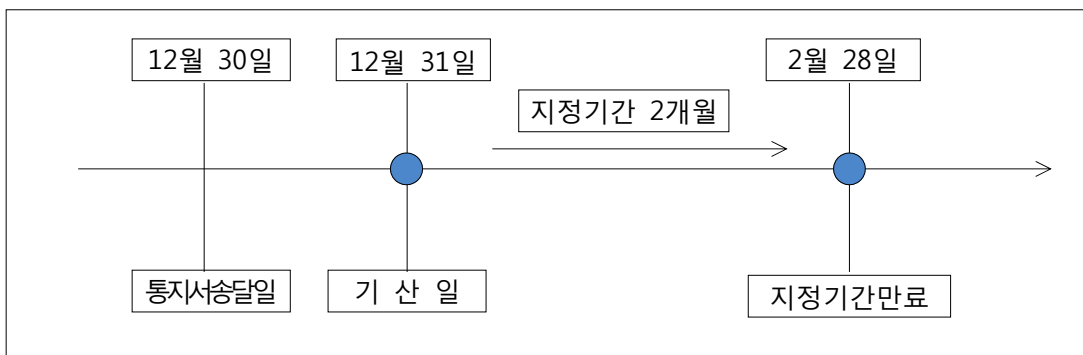 12월 30일
12월 31일
2월 28일
지정기간 2개월
통지서송달일
기 산 일
지정기간만료